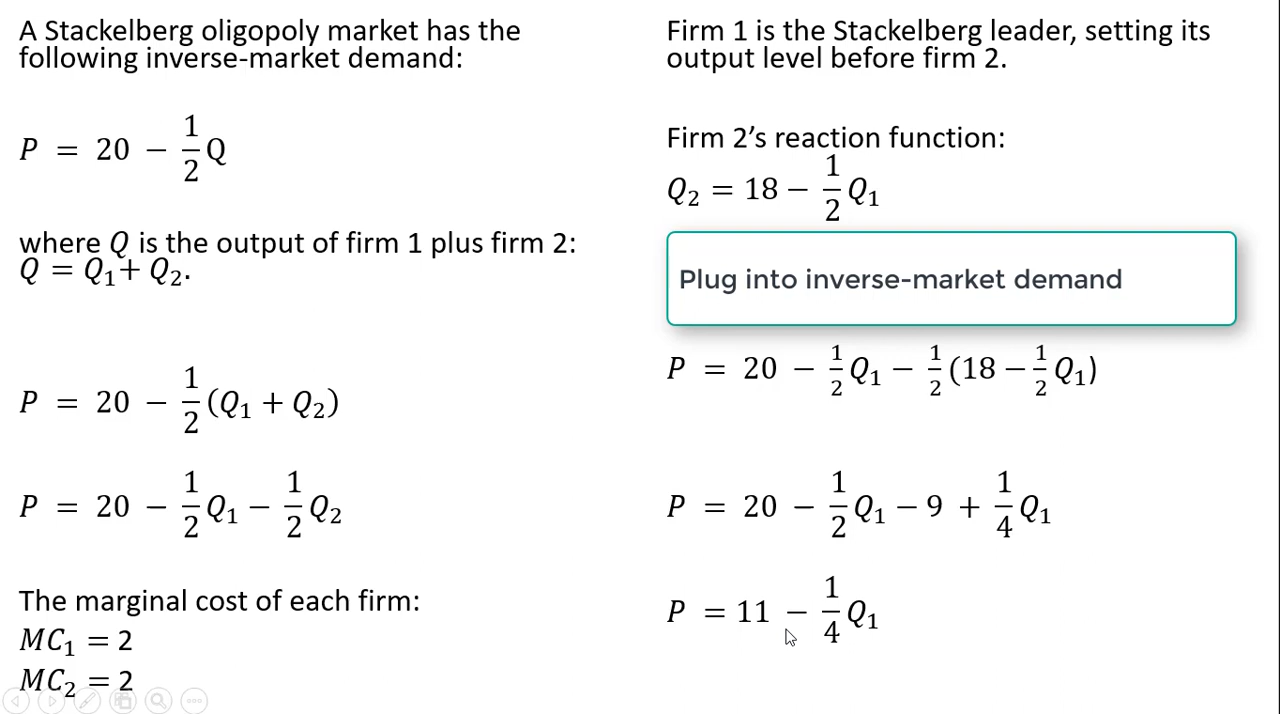 A Stackelberg oligopoly market has the
following inverse-market demand:
P = 20 − 1/2 Q
where Q is the output of firm 1 plus firm 2:
Q = Q₁+ Q₂.
P = 20 − 1/2 (Q₁ + Q₂)
P = 20 − 1/2 Q₁ − 1/2 Q₂
The marginal cost of each firm:
MC₁ = 2
MC₂ = 2
Firm 1 is the Stackelberg leader, setting its
output level before firm 2.
Firm 2’s reaction function:
Q₂ = 18 − 1/2 Q₁
Plug into inverse-market demand
P = 20 − 1/2 Q₁ − 1/2 (18 − 1/2 Q₁)
P = 20 − 1/2 Q₁ − 9 + 1/4 Q₁
P = 11 − 1/4 Q₁